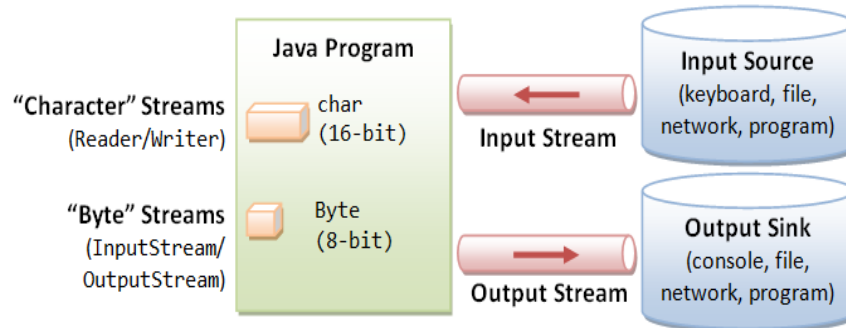 Java Program
“Character” Streams
(Reader/Writer)
char
(16-bit)
“Byte” Streams
(InputStream/
OutputStream)
Byte
(8-bit)
Input Stream
Output Stream
Input Source
(keyboard, file,
network, program)
Output Sink
(console, file,
network, program)